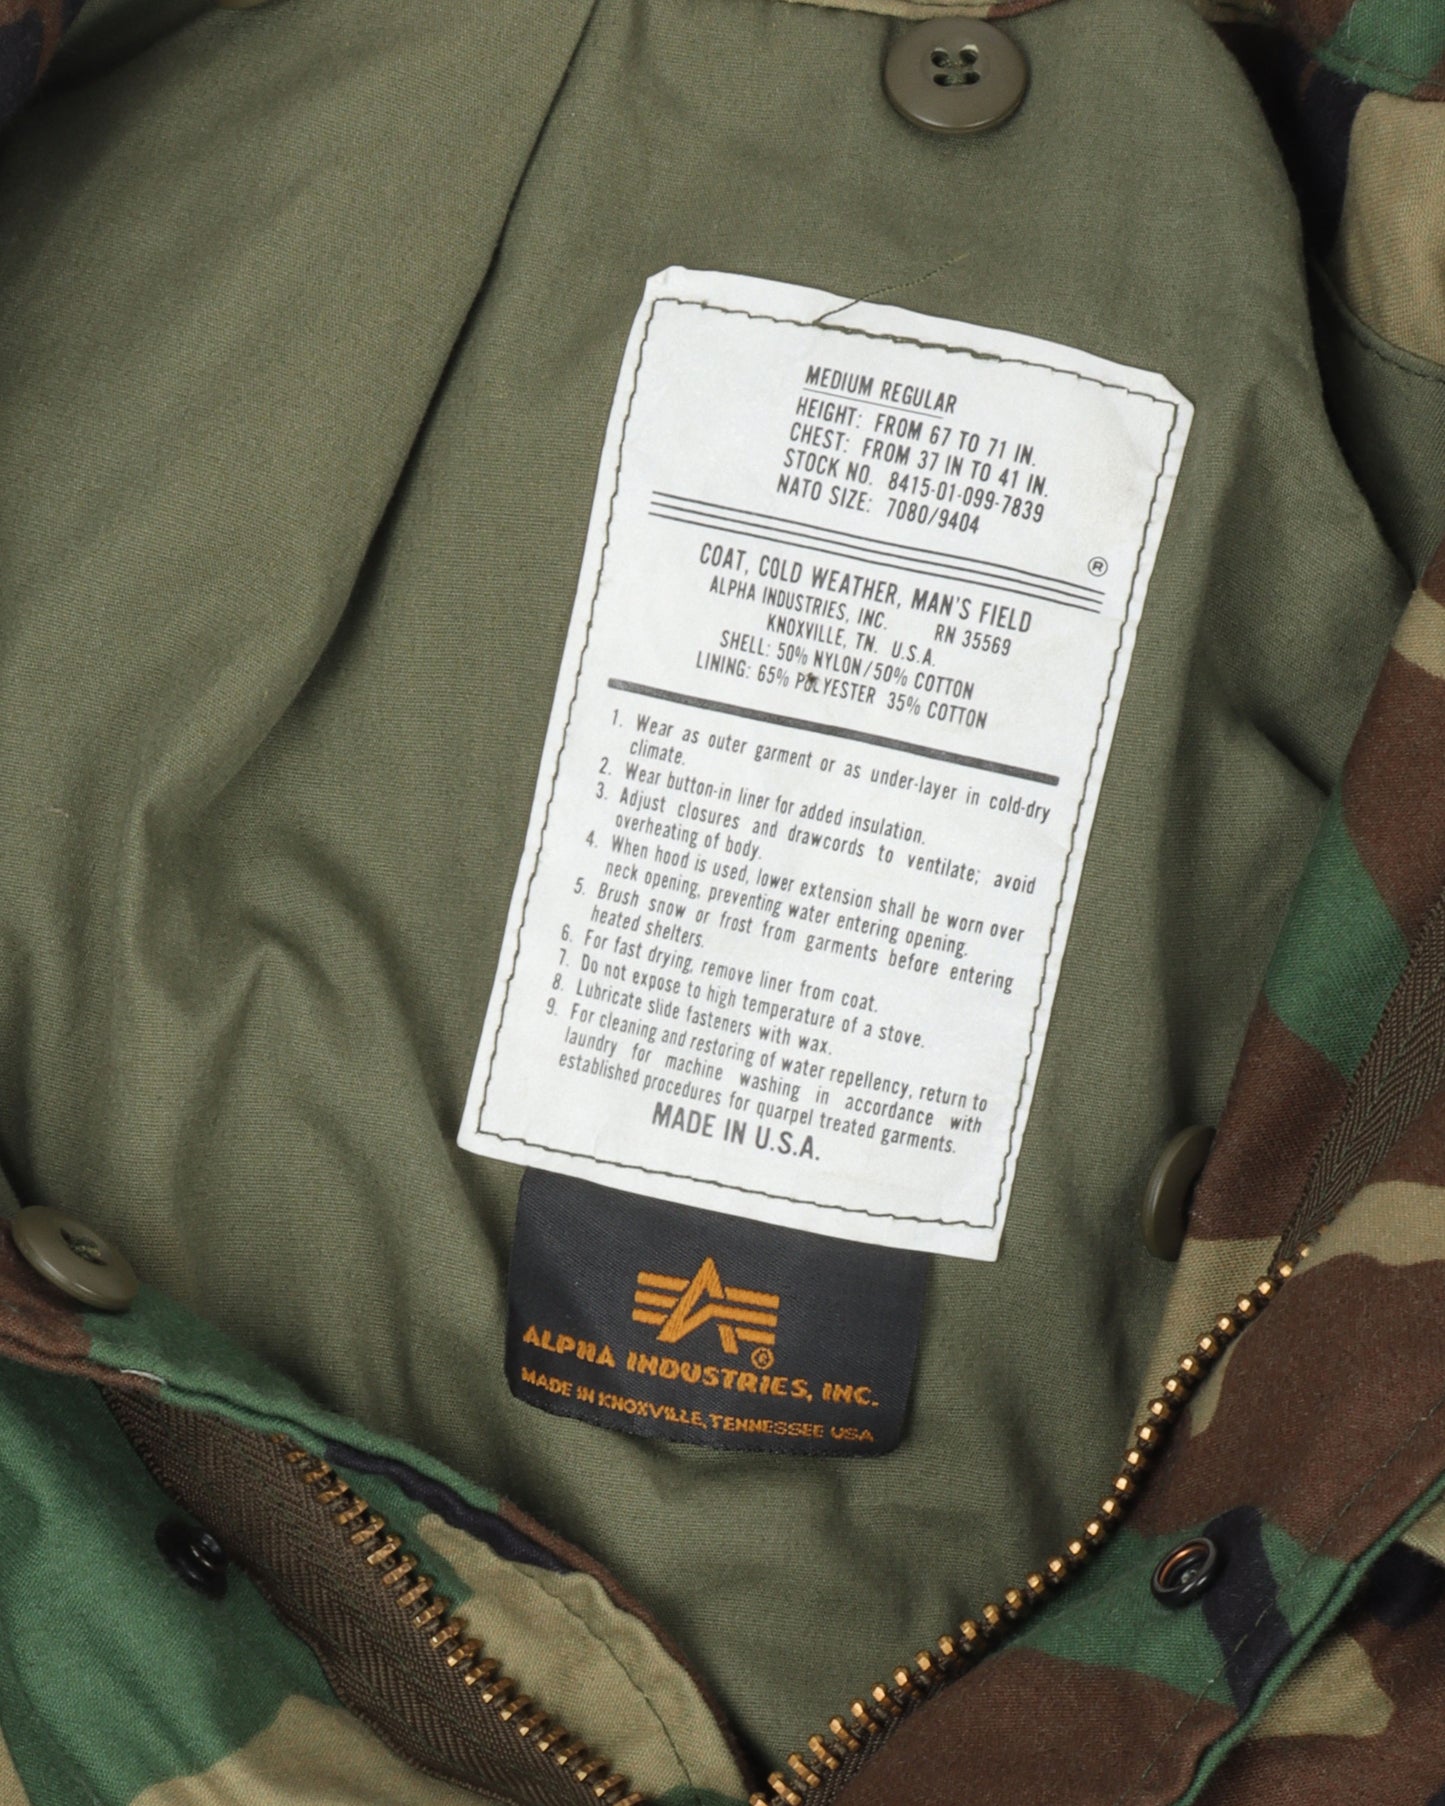 MEDIUM REGULAR
HEIGHT: FROM 67 TO 71 IN.
CHEST: FROM 37 IN TO 41 IN.
STOCK NO. 8415-01-099-7839
NATO SIZE: 7080/9404
®
COAT, COLD WEATHER, MAN'S FIELD
ALPHA INDUSTRIES, INC. RN 35569
KNOXVILLE, TN. U.S.A.
SHELL: 50% NYLON/50% COTTON
LINING: 65% POLYESTER 35% COTTON
1. Wear as outer garment or as under-layer in cold-dry
climate.
2. Wear button-in liner for added insulation.
3. Adjust closures and drawcords to ventilate; avoid
overheating of body.
4. When hood is used, lower extension shall be worn over
neck opening, preventing water entering opening.
5. Brush snow or frost from garments before entering
heated shelters.
6. For fast drying, remove liner from coat.
7. Do not expose to high temperature of a stove.
8. Lubricate slide fasteners with wax.
9. For cleaning and restoring of water repellency, return to
laundry for machine washing in accordance with
established procedures for quarpel treated garments.
MADE IN U.S.A.
®
ALPHA INDUSTRIES, INC.
MADE IN KNOXVILLE, TENNESSEE USA